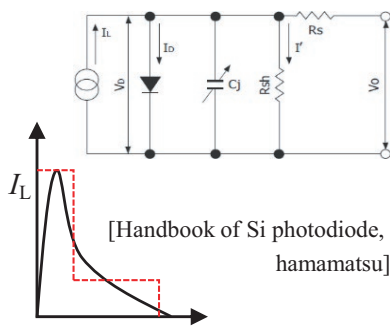 Rs
IL
ID
I'
VD
Cj
Rsh
Vo
IL
[Handbook of Si photodiode,
hamamatsu]